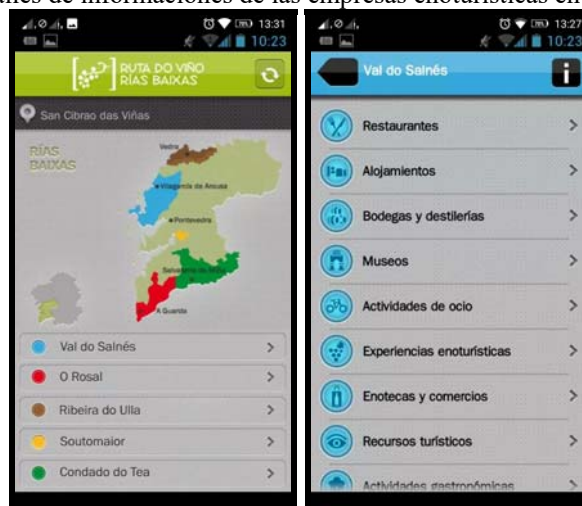 de informaciones de las empresas enoturísticas
13:31
10:23
RUTA DO VIÑO
RÍAS BAIXAS
San Cibrao das Viñas
RÍAS
BAIXAS
Vedra
Vilagarcía de Arousa
Pontevedra
A Guarda
Val do Salnés
O Rosal
Ribeira do Ulla
Soutomaior
Condado do Tea
13:27
10:23
Val do Salnés
i
Restaurantes
Alojamientos
Bodegas y destilerías
Museos
Actividades de ocio
Experiencias enoturísticas
Enotecas y comercios
Recursos turísticos
Actividades gastronómicas